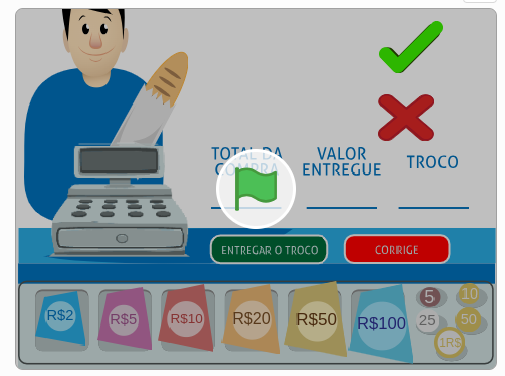 TOTAL DA
COMPRA
VALOR
ENTREGUE
TROCO
ENTREGAR O TROCO
CORRIGE
R$2
R$5
R$10
R$20
R$50
R$100
5
10
25
50
1R$